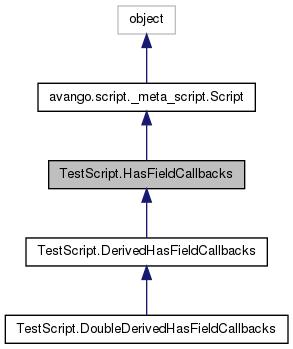 object
avango.script._meta_script.Script
TestScript.HasFieldCallbacks
TestScript.DerivedHasFieldCallbacks
TestScript.DoubleDerivedHasFieldCallbacks